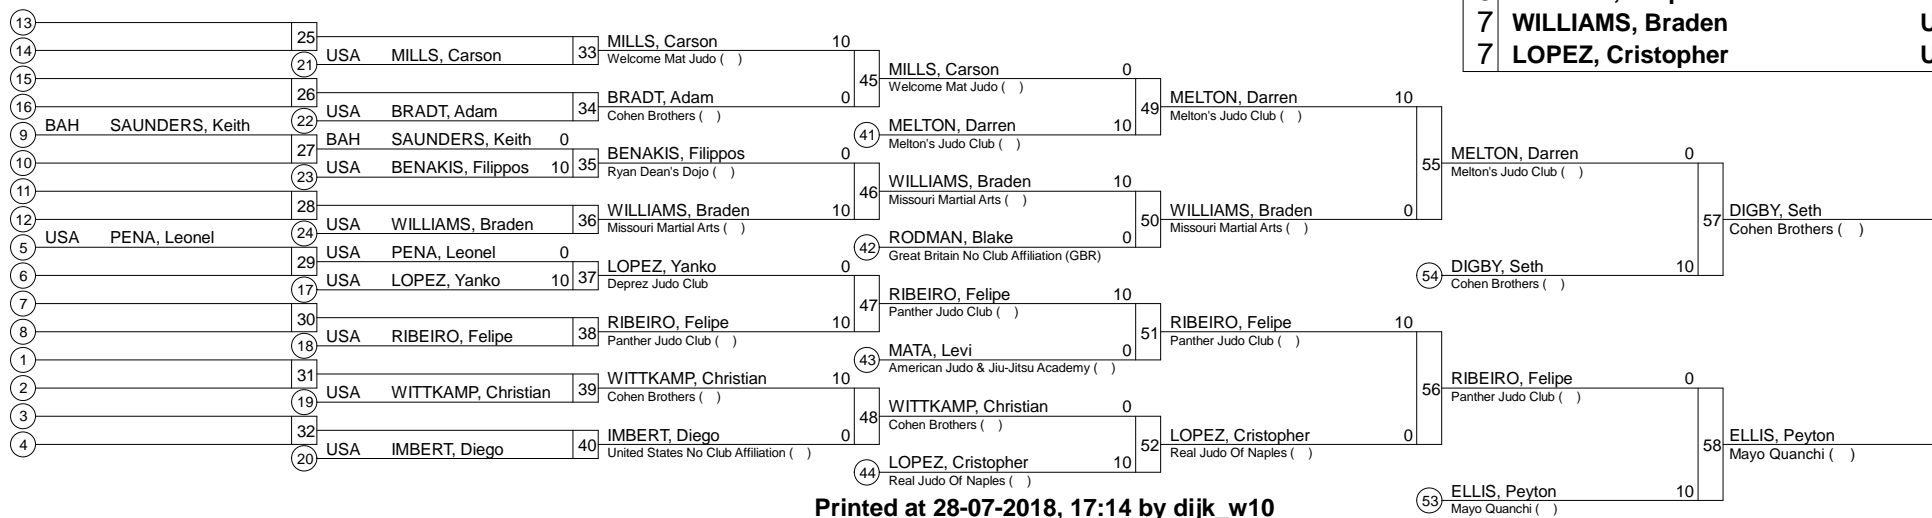 7 WILLIAMS, Braden U
7 LOPEZ, Cristopher U
13
14
15
16
9 BAH SAUNDERS, Keith
10
11
12
5 USA PENA, Leonel
6
7
8
1
2
3
4
25
21 USA MILLS, Carson
26
22 USA BRADT, Adam
BAH SAUNDERS, Keith 0
27
23 USA BENAKIS, Filippos 10
28
24 USA WILLIAMS, Braden
USA PENA, Leonel 0
29
17 USA LOPEZ, Yanko 10
30
18 USA RIBEIRO, Felipe
31
19 USA WITTKAMP, Christian
32
20 USA IMBERT, Diego
33 MILLS, Carson 10
Welcome Mat Judo ( )
34 BRADT, Adam 0
Cohen Brothers ( )
35 BENAKIS, Filippos 0
Ryan Dean's Dojo ( )
36 WILLIAMS, Braden 10
Missouri Martial Arts ( )
37 LOPEZ, Yanko 0
Deprez Judo Club
38 RIBEIRO, Felipe 10
Panther Judo Club ( )
39 WITTKAMP, Christian 10
Cohen Brothers ( )
40 IMBERT, Diego 0
United States No Club Affiliation ( )
45 MILLS, Carson 0
Welcome Mat Judo ( )
41 MELTON, Darren 10
Melton's Judo Club ( )
46 WILLIAMS, Braden 10
Missouri Martial Arts ( )
42 RODMAN, Blake 0
Great Britain No Club Affiliation (GBR)
47 RIBEIRO, Felipe 10
Panther Judo Club ( )
43 MATA, Levi 0
American Judo & Jiu-Jitsu Academy ( )
48 WITTKAMP, Christian 0
Cohen Brothers ( )
44 LOPEZ, Cristopher 10
Real Judo Of Naples ( )
49 MELTON, Darren 10
Melton's Judo Club ( )
50 WILLIAMS, Braden 0
Missouri Martial Arts ( )
51 RIBEIRO, Felipe 10
Panther Judo Club ( )
52 LOPEZ, Cristopher 0
Real Judo Of Naples ( )
55 MELTON, Darren 0
Melton's Judo Club ( )
54 DIGBY, Seth 10
Cohen Brothers ( )
56 RIBEIRO, Felipe 0
Panther Judo Club ( )
53 ELLIS, Peyton 10
Mayo Quanchi ( )
57 DIGBY, Seth
Cohen Brothers ( )
58 ELLIS, Peyton
Mayo Quanchi ( )
Printed at 28-07-2018, 17:14 by dijk_w10